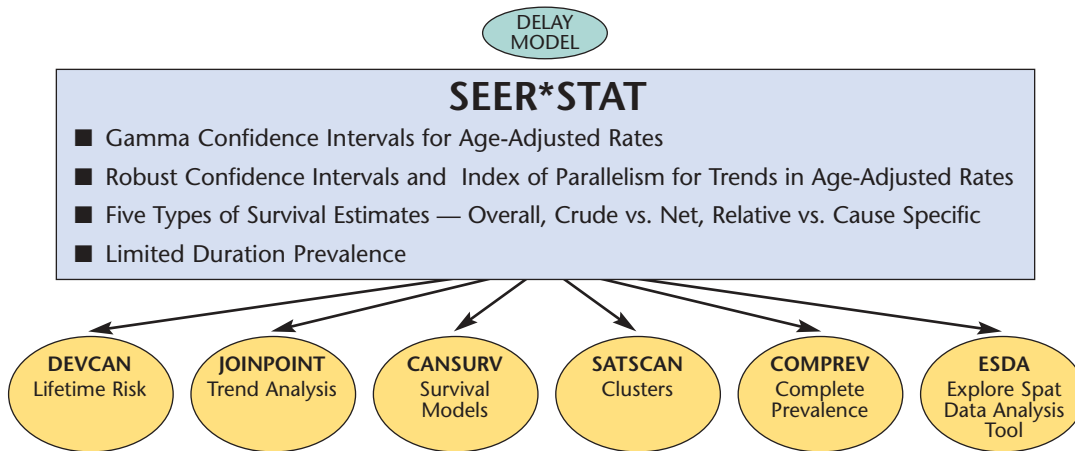 DELAY
MODEL
SEER*STAT
■ Gamma Confidence Intervals for Age-Adjusted Rates
■ Robust Confidence Intervals and Index of Parallelism for Trends in Age-Adjusted Rates
■ Five Types of Survival Estimates — Overall, Crude vs. Net, Relative vs. Cause Specific
■ Limited Duration Prevalence
DEVCAN
Lifetime Risk
JOINPOINT
Trend Analysis
CANSURV
Survival
Models
SATSCAN
Clusters
COMPREV
Complete
Prevalence
ESDA
Explore Spat
Data Analysis
Tool